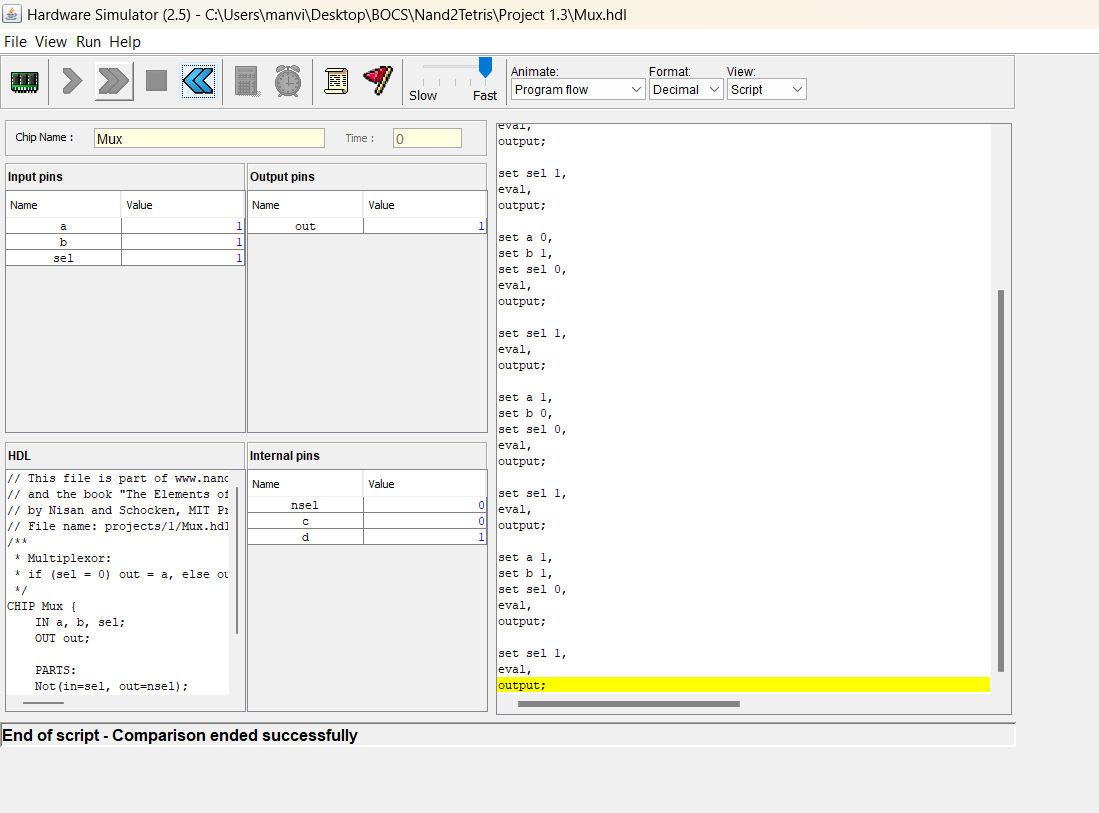 Hardware Simulator (2.5) - C:\Users\manvi\Desktop\BOCS\Nand2Tetris\Project 1.3\Mux.hdl
File View Run Help
Slow Fast
Animate:
Program flow
Format:
Decimal
View:
Script
Chip Name :
Mux
Time :
0
Input pins
Name Value
a 1
b 1
sel 1
Output pins
Name Value
out 1
HDL
// This file is part of www.nand
// and the book "The Elements of
// by Nisan and Schocken, MIT Pr
// File name: projects/1/Mux.hdl
/**
* Multiplexor:
* if (sel = 0) out = a, else ou
*/
CHIP Mux {
IN a, b, sel;
OUT out;
PARTS:
Not(in=sel, out=nsel);
Internal pins
Name Value
nsel 0
c 0
d 1
eval,
output;
set sel 1,
eval,
output;
set a 0,
set b 1,
set sel 0,
eval,
output;
set sel 1,
eval,
output;
set a 1,
set b 0,
set sel 0,
eval,
output;
set sel 1,
eval,
output;
set a 1,
set b 1,
set sel 0,
eval,
output;
set sel 1,
eval,
output;
End of script - Comparison ended successfully